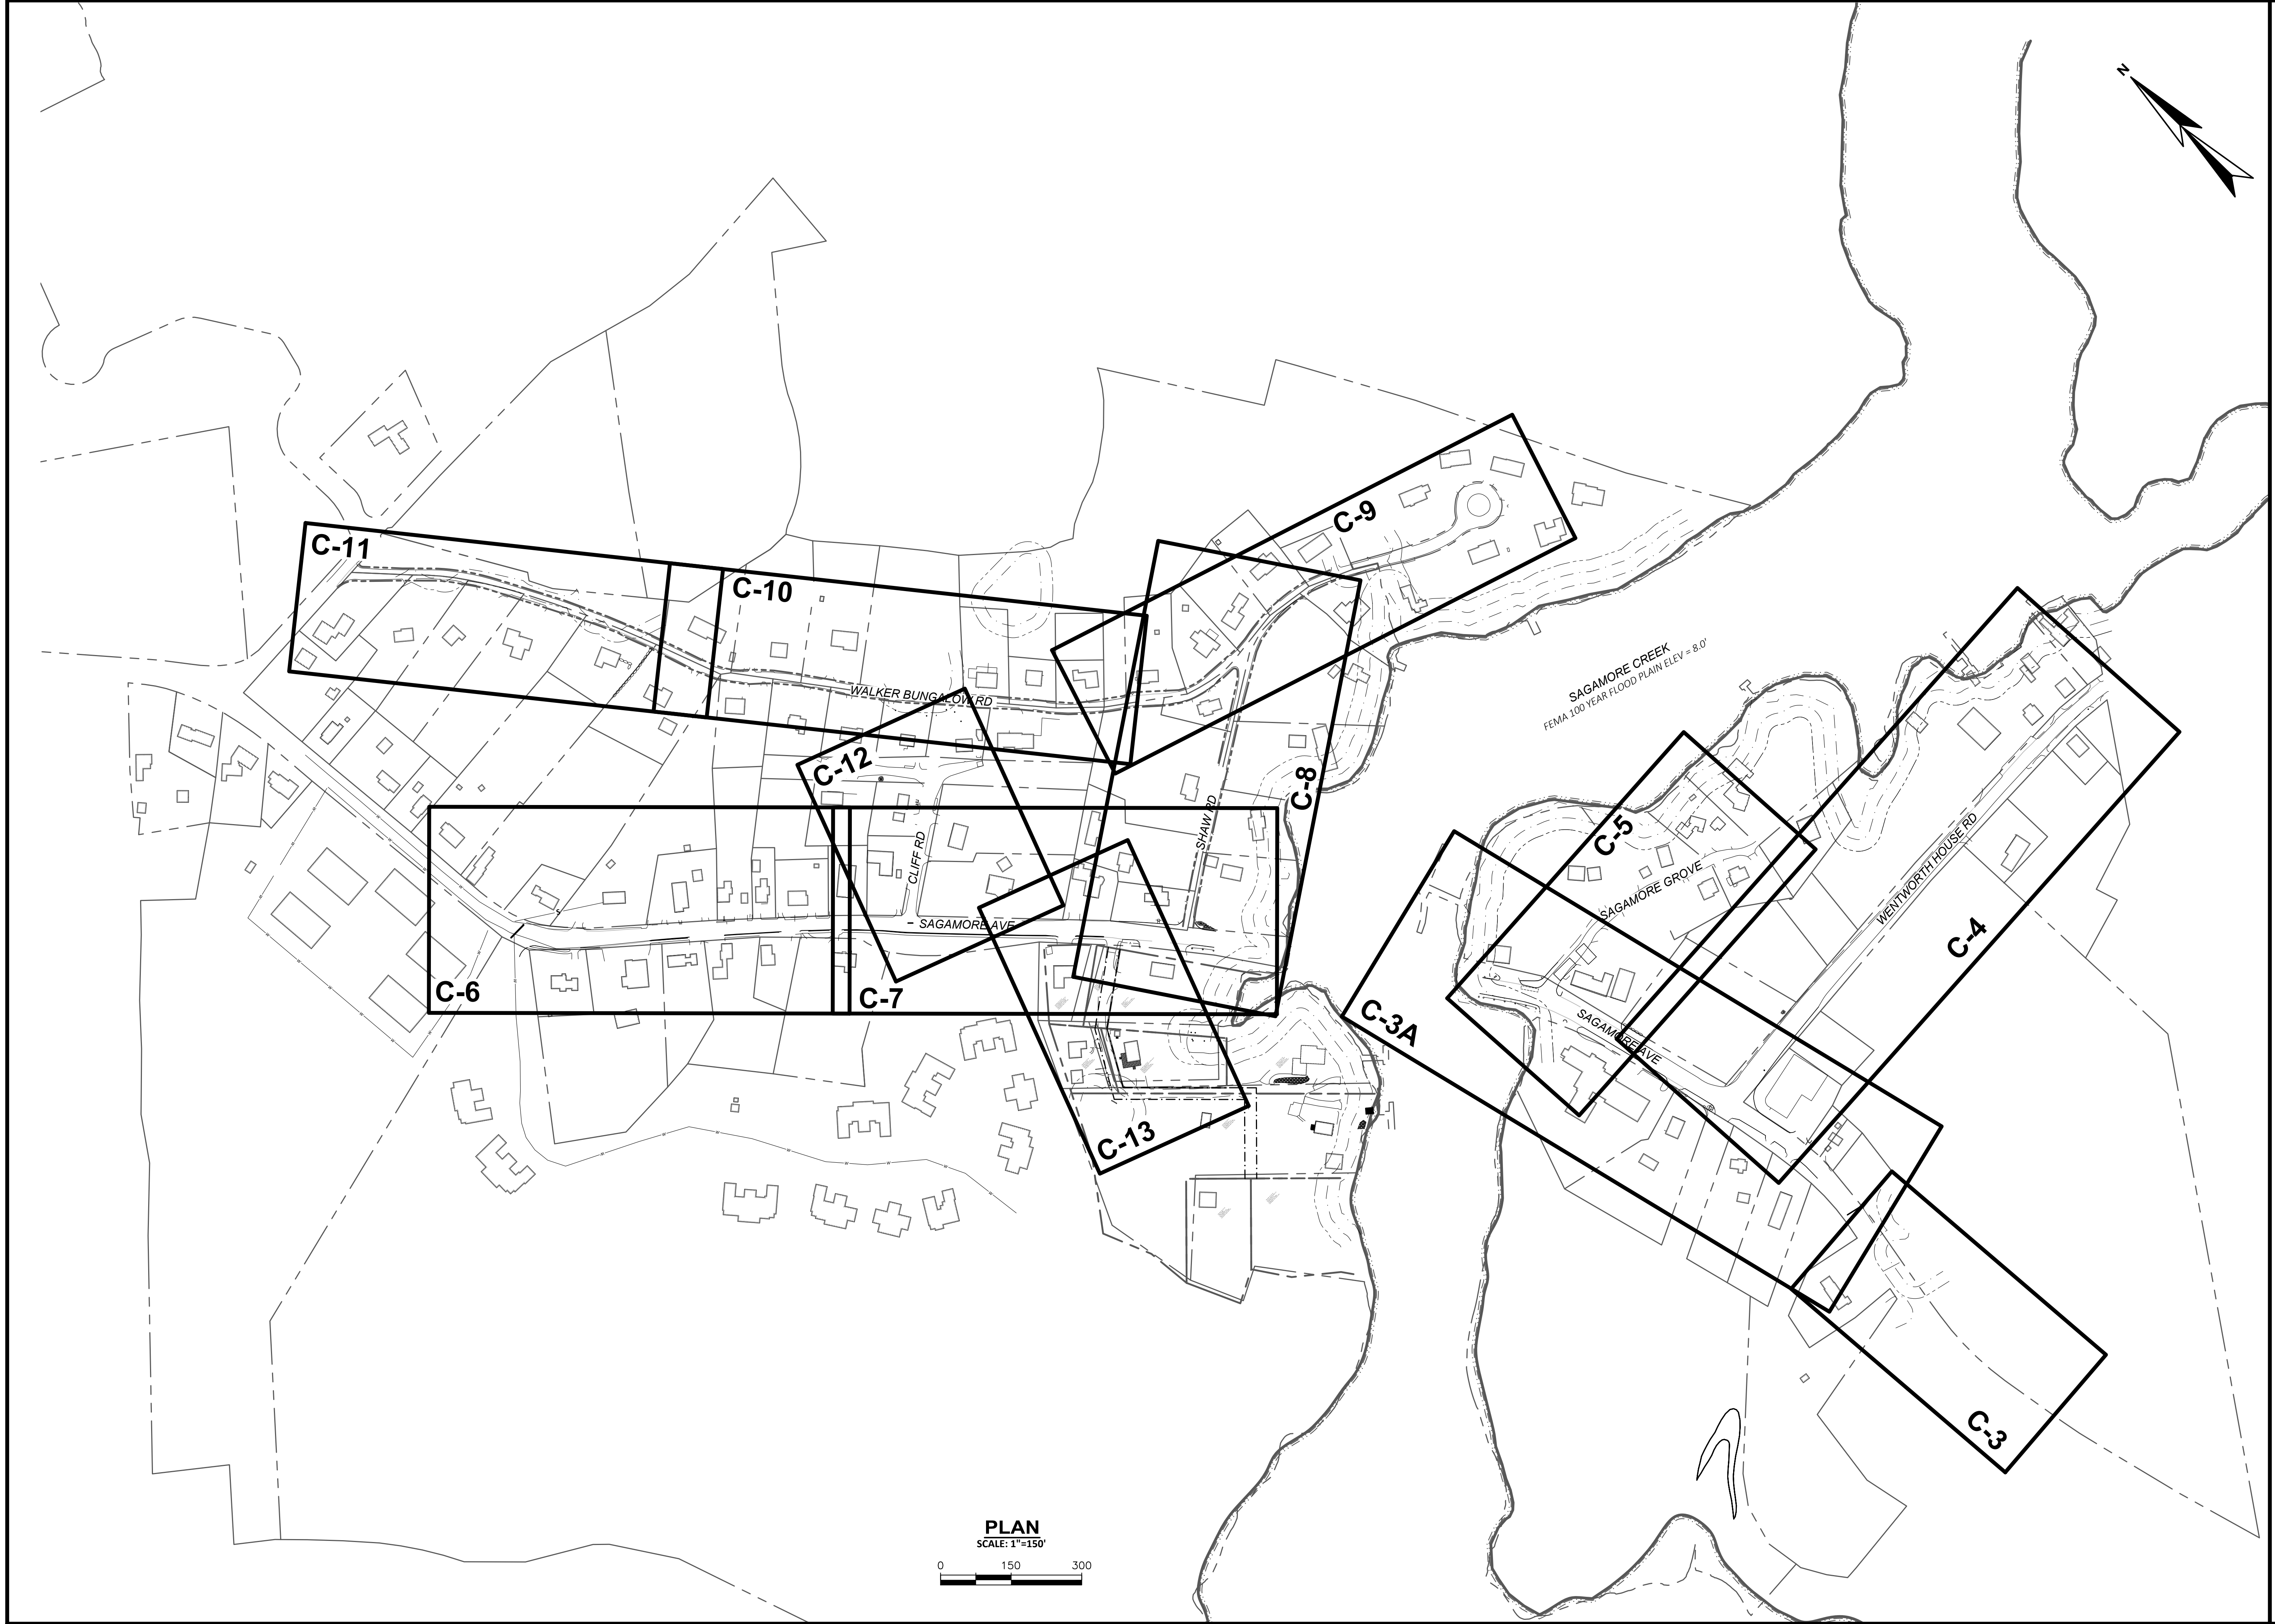 N
C-9
C-11
C-10
SAGAMORE CREEK
FEMA 100 YEAR FLOOD PLAIN ELEV = 8.0'
WALKER BUNGALOW RD
C-12
C-8
SHAW RD
C-5
WENTWORTH HOUSE RD
CLIFF RD
SAGAMORE GROVE
SAGAMORE AVE
C-4
C-6
C-7
C-3A
SAGAMORE AVE
C-13
C-3
PLAN
SCALE: 1"=150'
0 150 300